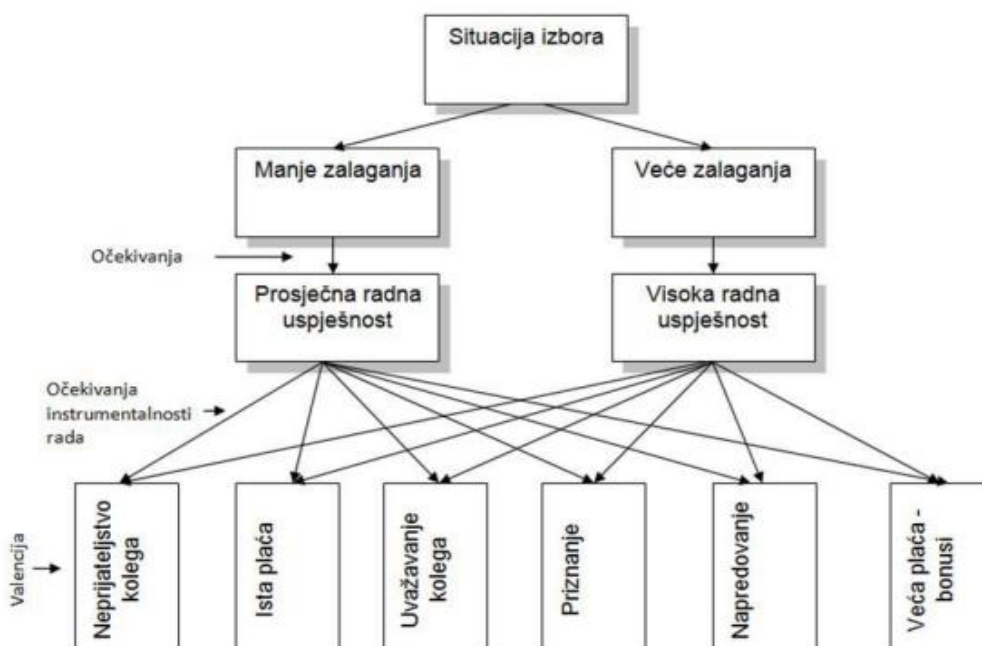 Situacija izbora
Manje zalaganja
Veće zalaganja
Očekivanja
Prosječna radna
uspješnost
Visoka radna
uspješnost
Očekivanja
instrumentalnosti
rada
Valencija
Neprijateljstvo
kolega
Ista plaća
Uvažavanje
kolega
Priznanje
Napredovanje
Veća plaća -
bonusi